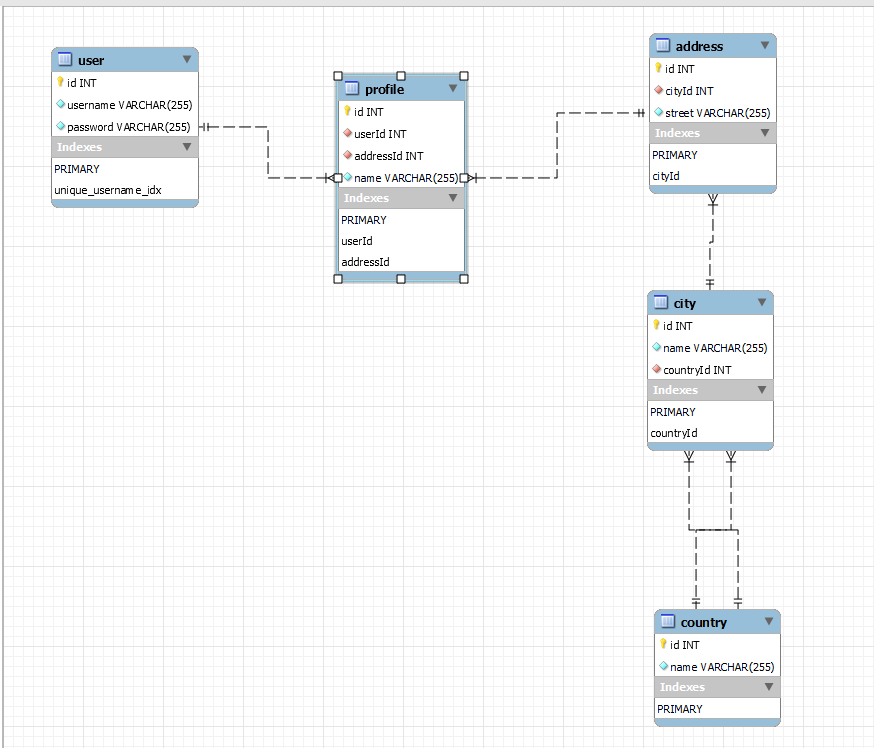 user
id INT
username VARCHAR(255)
password VARCHAR(255)
Indexes
PRIMARY
unique_username_idx
profile
id INT
userId INT
addressId INT
name VARCHAR(255)
Indexes
PRIMARY
userId
addressId
address
id INT
cityId INT
street VARCHAR(255)
Indexes
PRIMARY
cityId
city
id INT
name VARCHAR(255)
countryId INT
Indexes
PRIMARY
countryId
country
id INT
name VARCHAR(255)
Indexes
PRIMARY